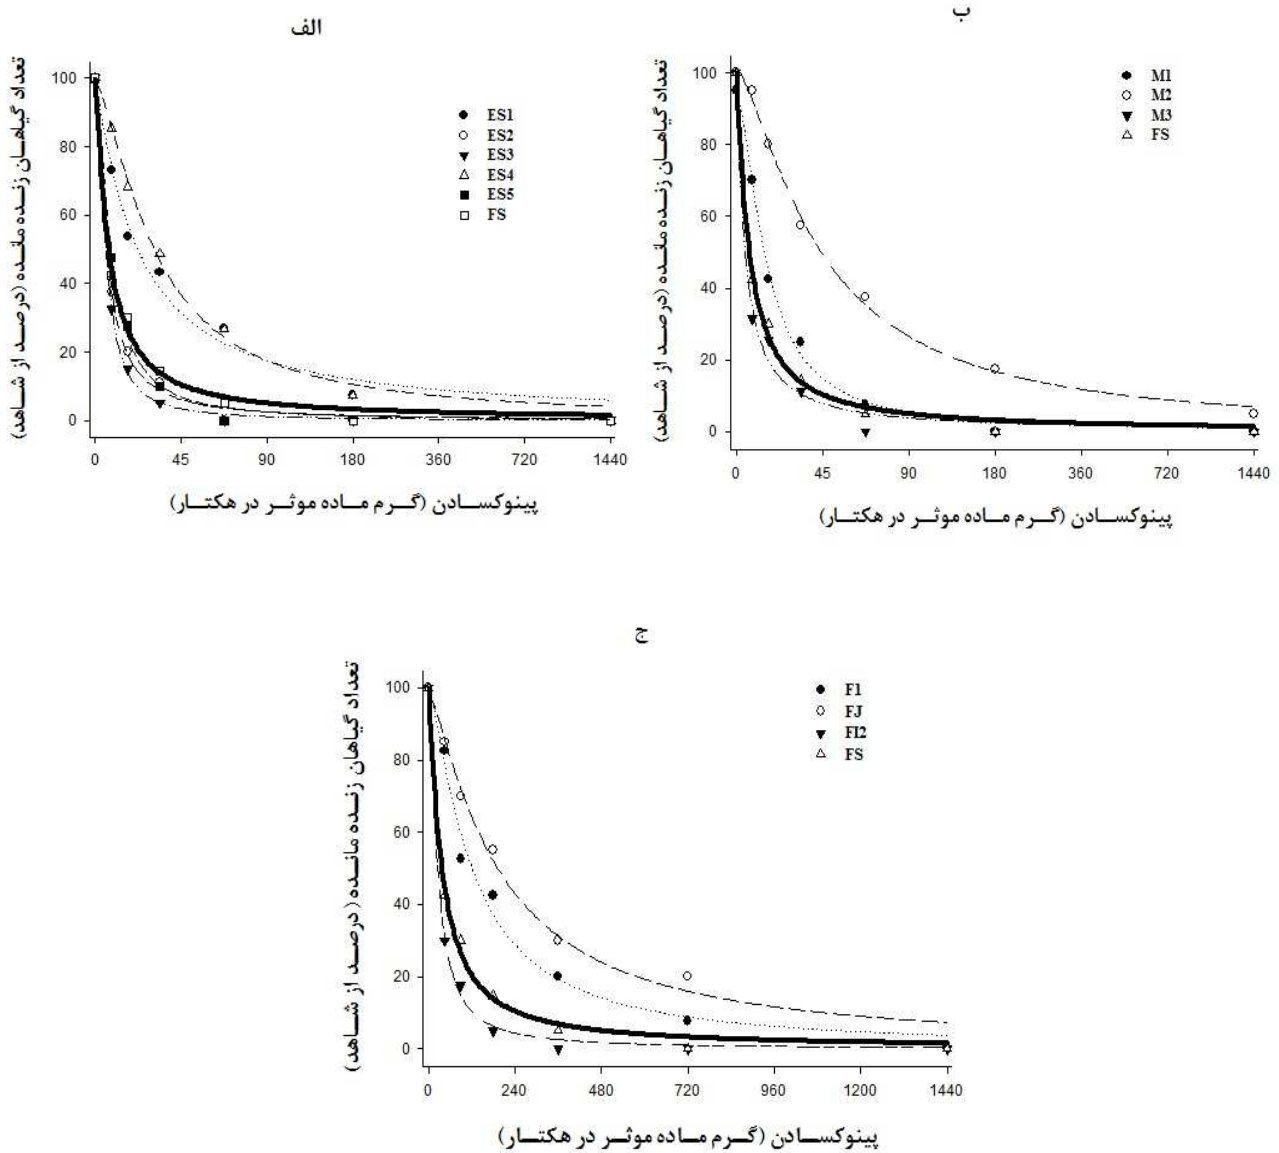 الف
تعداد گیاهان زنده مانده (درصد از شاهد)
100
80
60
40
20
0
0 45 90 180 360 720 1440
ES1
ES2
ES3
ES4
ES5
FS
پینوکسادن (گرم ماده موثر در هکتار)
ب
تعداد گیاهان زنده مانده (درصد از شاهد)
100
80
60
40
20
0
0 45 90 180 360 720 1440
M1
M2
M3
FS
پینوکسادن (گرم ماده موثر در هکتار)
ج
تعداد گیاهان زنده مانده (درصد از شاهد)
100
80
60
40
20
0
0 240 480 720 960 1200 1440
F1
FJ
FI2
FS
پینوکسادن (گرم ماده موثر در هکتار)